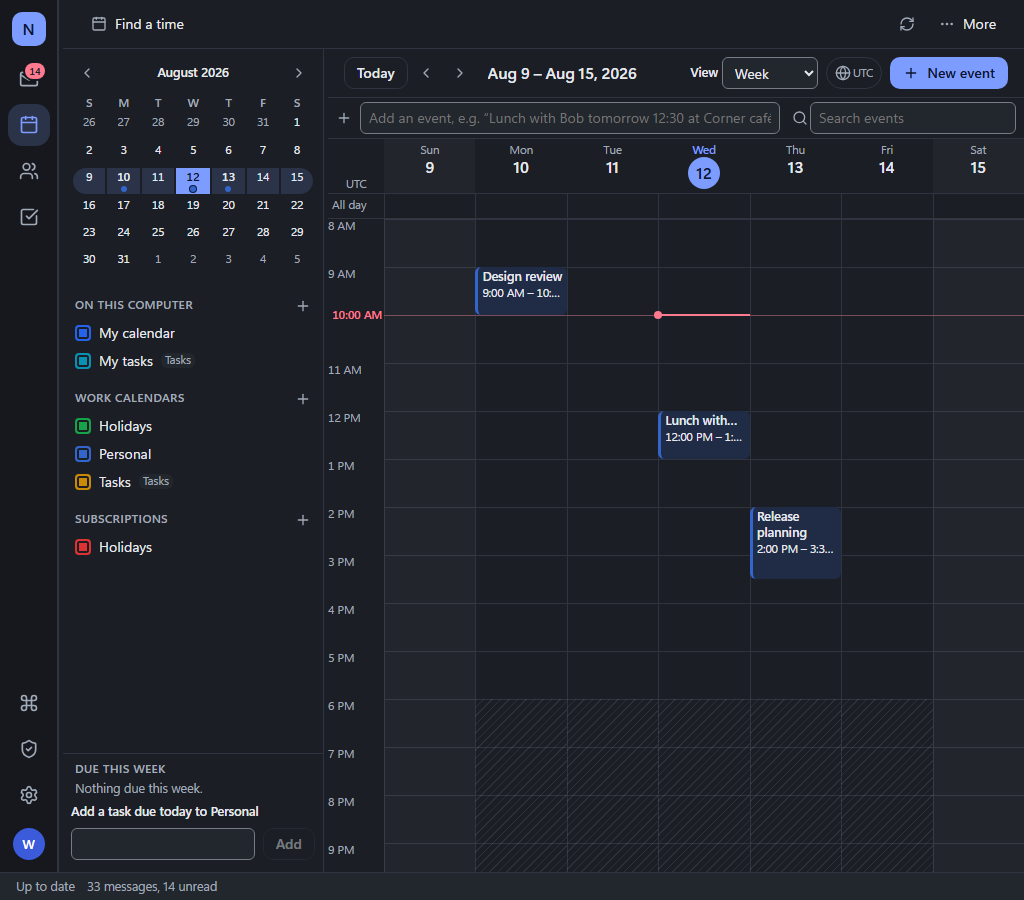 N
Find a time
More
14
August 2026
S M T W T F S
26 27 28 29 30 31 1
2 3 4 5 6 7 8
9 10 11 12 13 14 15
16 17 18 19 20 21 22
23 24 25 26 27 28 29
30 31 1 2 3 4 5
ON THIS COMPUTER
My calendar
My tasks Tasks
WORK CALENDARS
Holidays
Personal
Tasks Tasks
SUBSCRIPTIONS
Holidays
DUE THIS WEEK
Nothing due this week.
Add a task due today to Personal
Add
W
Today
Aug 9 – Aug 15, 2026
View Week
UTC
New event
Add an event, e.g. “Lunch with Bob tomorrow 12:30 at Corner cafe
Search events
Sun Mon Tue Wed Thu Fri Sat
9 10 11 12 13 14 15
UTC
All day
8 AM
9 AM
Design review
9:00 AM – 10:...
10:00 AM
11 AM
12 PM
Lunch with...
12:00 PM – 1:...
1 PM
2 PM
Release
planning
2:00 PM – 3:3...
3 PM
4 PM
5 PM
6 PM
7 PM
8 PM
9 PM
Up to date 33 messages, 14 unread